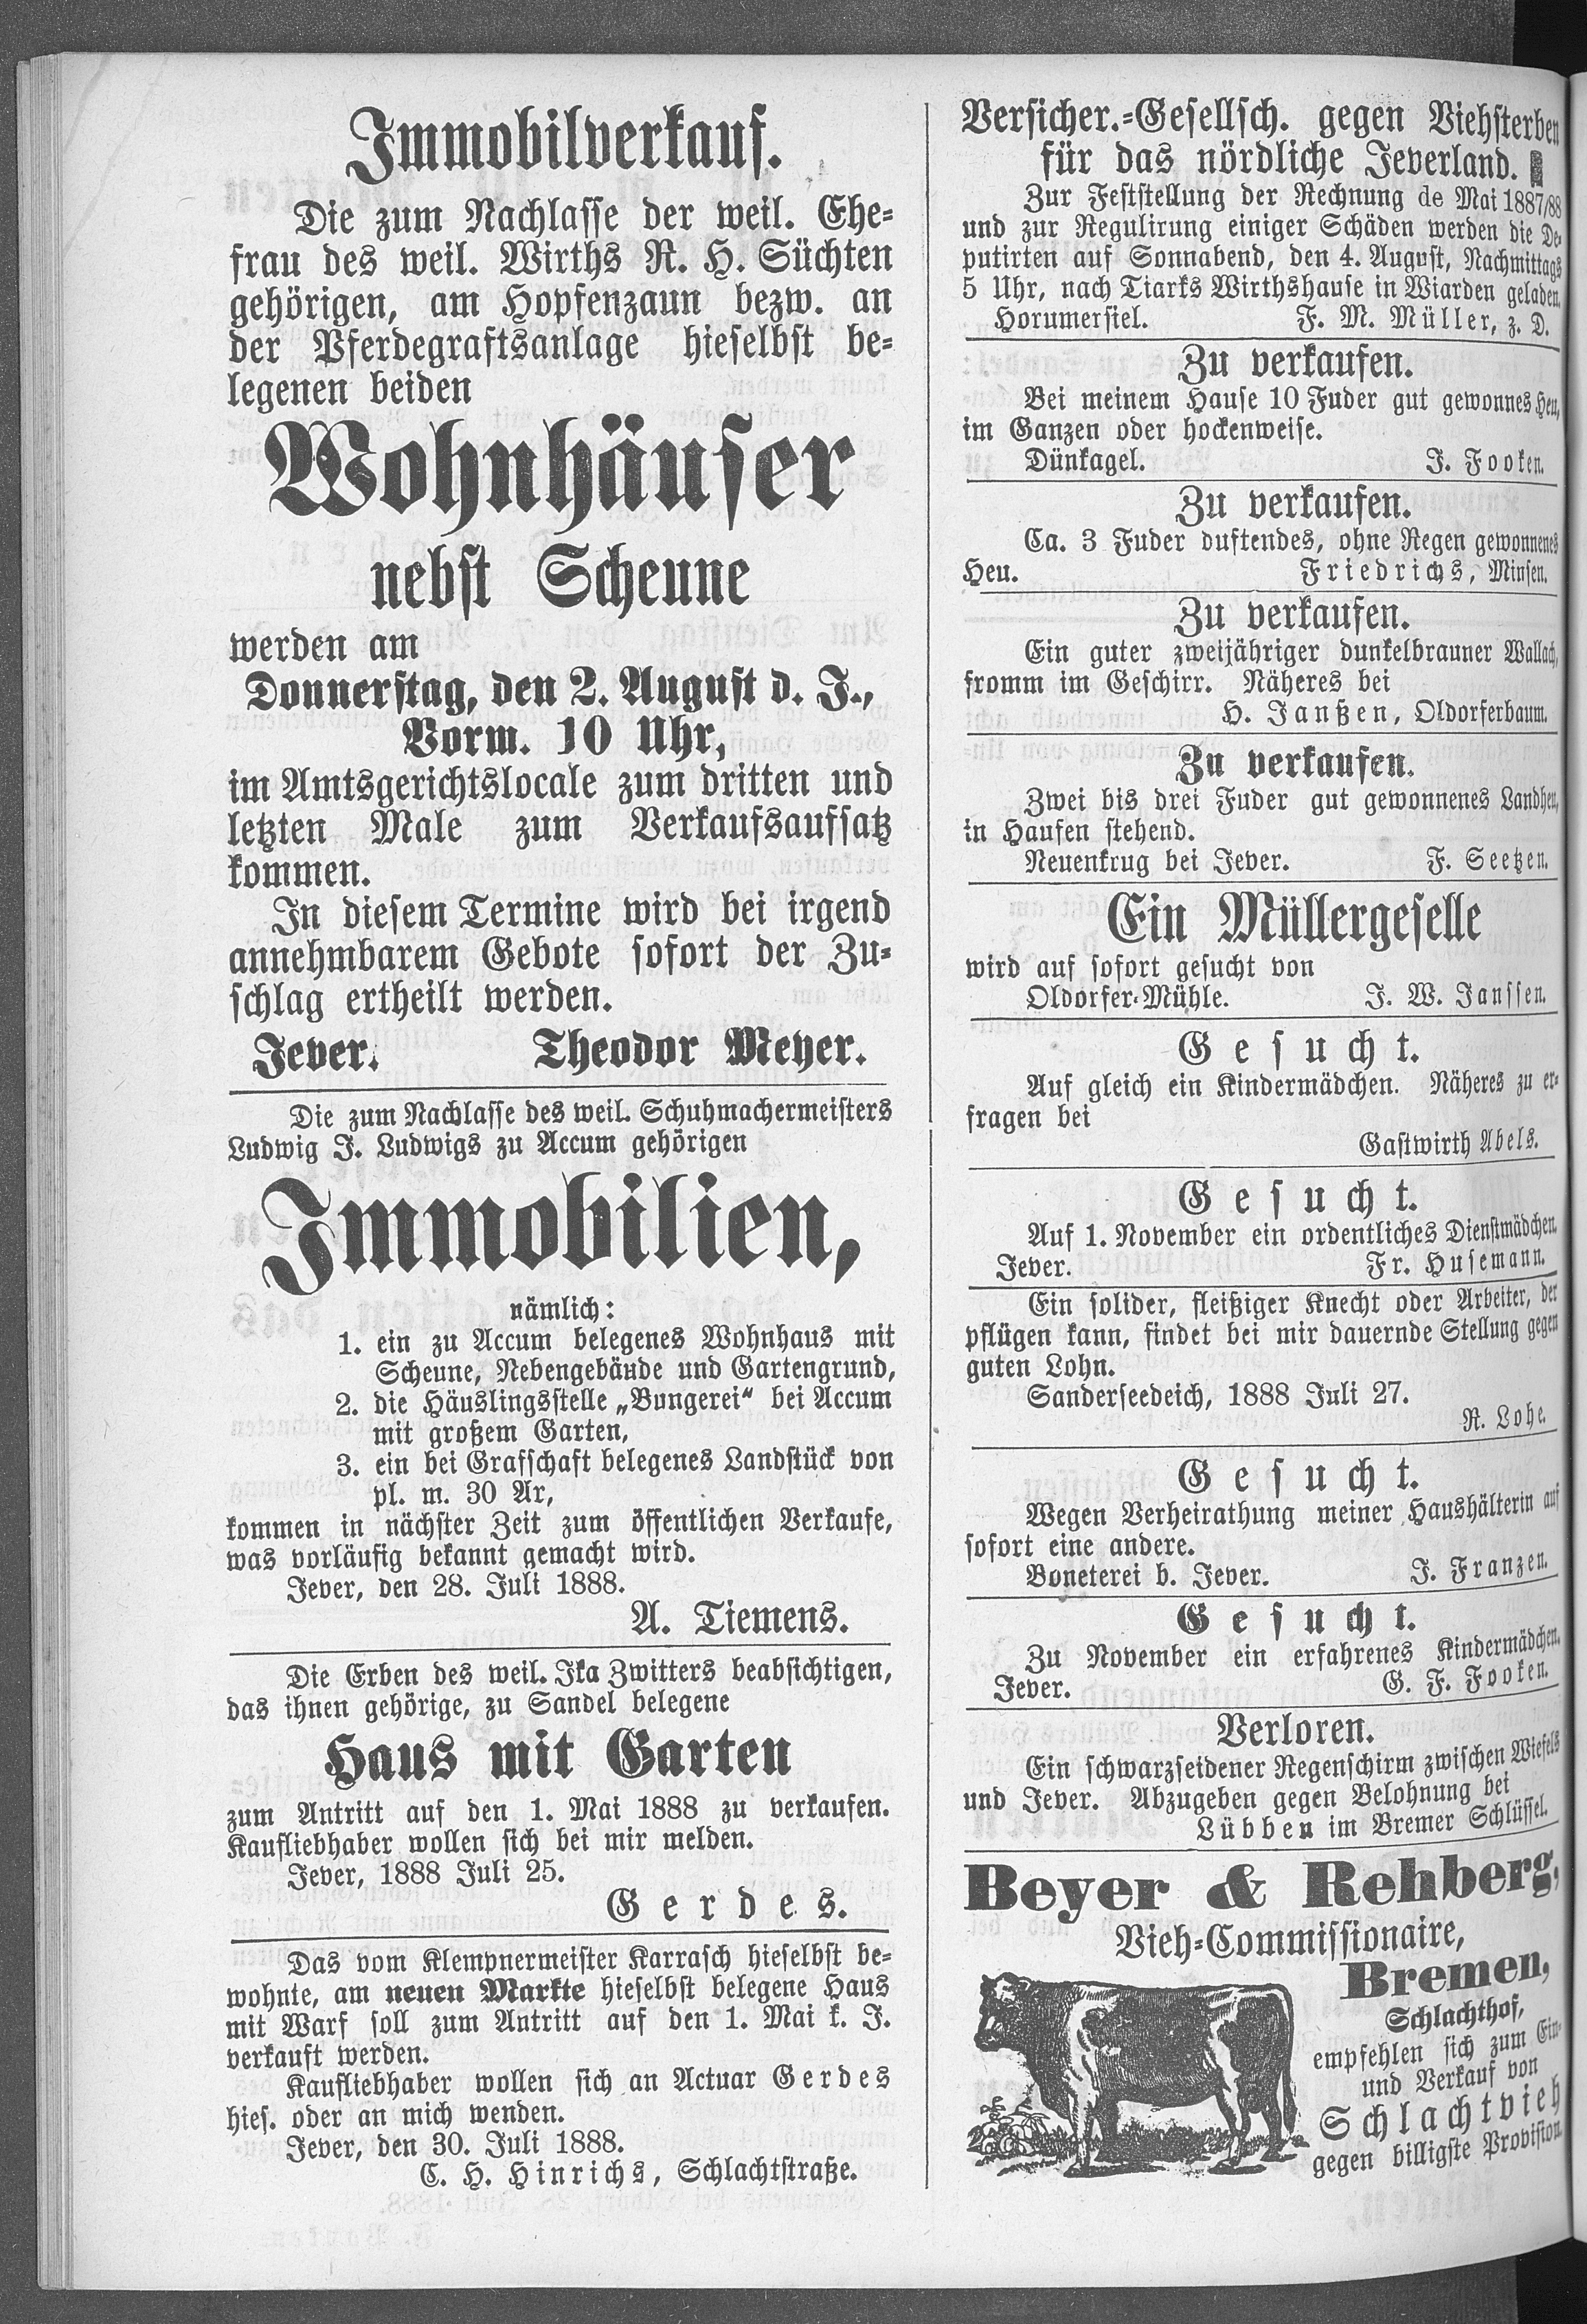 Immobilverkauf.
Die zum Nachlasse der weil. Ehe-
frau des weil. Wirths R. H. Süchten
gehörigen, am Hopfenzaun bezw. an
der Pferdegraftsanlage hieselbst be-
legenen beiden
Wohnhäuser
nebst Scheune
werden am
Donnerstag, den 2. August d. J.,
Vorm. 10 Uhr,
im Amtsgerichtslocale zum dritten und
letzten Male zum Verkaufsaufsatz
kommen.
In diesem Termine wird bei irgend
annehmbarem Gebote sofort der Zu-
schlag ertheilt werden.
Jever. Theodor Meyer.
Die zum Nachlasse des weil. Schuhmachermeisters
Ludwig J. Ludwigs zu Accum gehörigen
Immobilien,
nämlich:
1. ein zu Accum belegenes Wohnhaus mit
Scheune, Nebengebäude und Gartengrund,
2. die Häuslingsstelle „Bungerei“ bei Accum
mit großem Garten,
3. ein bei Grafschaft belegenes Landstück von
pl. m. 30 Ar,
kommen in nächster Zeit zum öffentlichen Verkaufe,
was vorläufig bekannt gemacht wird.
Jever, den 28. Juli 1888.
A. Tiemens.
Die Erben des weil. Ika Zwitters beabsichtigen,
das ihnen gehörige, zu Sandel belegene
Haus mit Garten
zum Antritt auf den 1. Mai 1888 zu verkaufen.
Kaufliebhaber wollen sich bei mir melden.
Jever, 1888 Juli 25.
Gerdes.
Das vom Klempnermeister Karrasch hieselbst be-
wohnte, am neuen Markte hieselbst belegene Haus
mit Warf soll zum Antritt auf den 1. Mai k. J.
verkauft werden.
Kaufliebhaber wollen sich an Actuar Gerdes
hies. oder an mich wenden.
Jever, den 30. Juli 1888.
C. H. Hinrichs, Schlachtstraße.
Versicher.-Gesellsch. gegen Viehsterben
für das nördliche Jeverland.
Zur Feststellung der Rechnung de Mai 1887/88
und zur Regulirung einiger Schäden werden die De-
putirten auf Sonnabend, den 4. August, Nachmittags
5 Uhr, nach Tiarks Wirthshause in Wiarden geladen.
Horumersiel. F. M. Müller, z. D.
Zu verkaufen.
Bei meinem Hause 10 Fuder gut gewonnes Heu,
im Ganzen oder hockenweise.
Dünkagel. J. Fooken.
Zu verkaufen.
Ca. 3 Fuder duftendes, ohne Regen gewonnenes
Heu. Friedrichs, Minsen.
Zu verkaufen.
Ein guter zweijähriger dunkelbrauner Wallach,
fromm im Geschirr. Näheres bei
H. Janßen, Oldorferbaum.
Zu verkaufen.
Zwei bis drei Fuder gut gewonnenes Landheu,
in Haufen stehend.
Neuenkrug bei Jever. F. Seetzen.
Ein Müllergeselle
wird auf sofort gesucht von
Oldorfer-Mühle. J. W. Janssen.
Gesucht.
Auf gleich ein Kindermädchen. Näheres zu er-
fragen bei
Gastwirth Abels.
Gesucht.
Auf 1. November ein ordentliches Dienstmädchen.
Jever. Fr. Husemann.
Ein solider, fleißiger Knecht oder Arbeiter, der
pflügen kann, findet bei mir dauernde Stellung gegen
guten Lohn.
Sanderseedeich, 1888 Juli 27.
R. Lohe.
Gesucht.
Wegen Verheirathung meiner Haushälterin auf
sofort eine andere.
Boneterei b. Jever. J. Franzen.
Gesucht.
Zu November ein erfahrenes Kindermädchen.
Jever. G. F. Fooken.
Verloren.
Ein schwarzseidener Regenschirm zwischen Wiefels
und Jever. Abzugeben gegen Belohnung bei
Lübben im Bremer Schlüssel.
Beyer & Rehberg,
Vieh-Commissionaire,
Bremen,
Schlachthof,
empfehlen sich zum Ein-
und Verkauf von
Schlachtvieh
gegen billigste Provision.